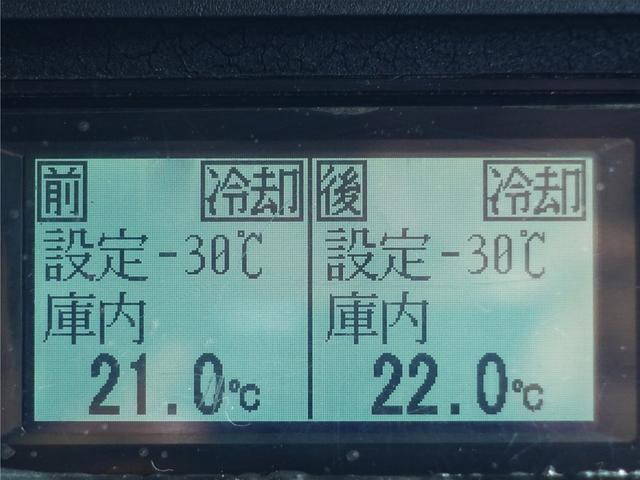 前 冷却
設定 -30℃
庫内
21.0℃
後 冷却
設定 -30℃
庫内
22.0℃